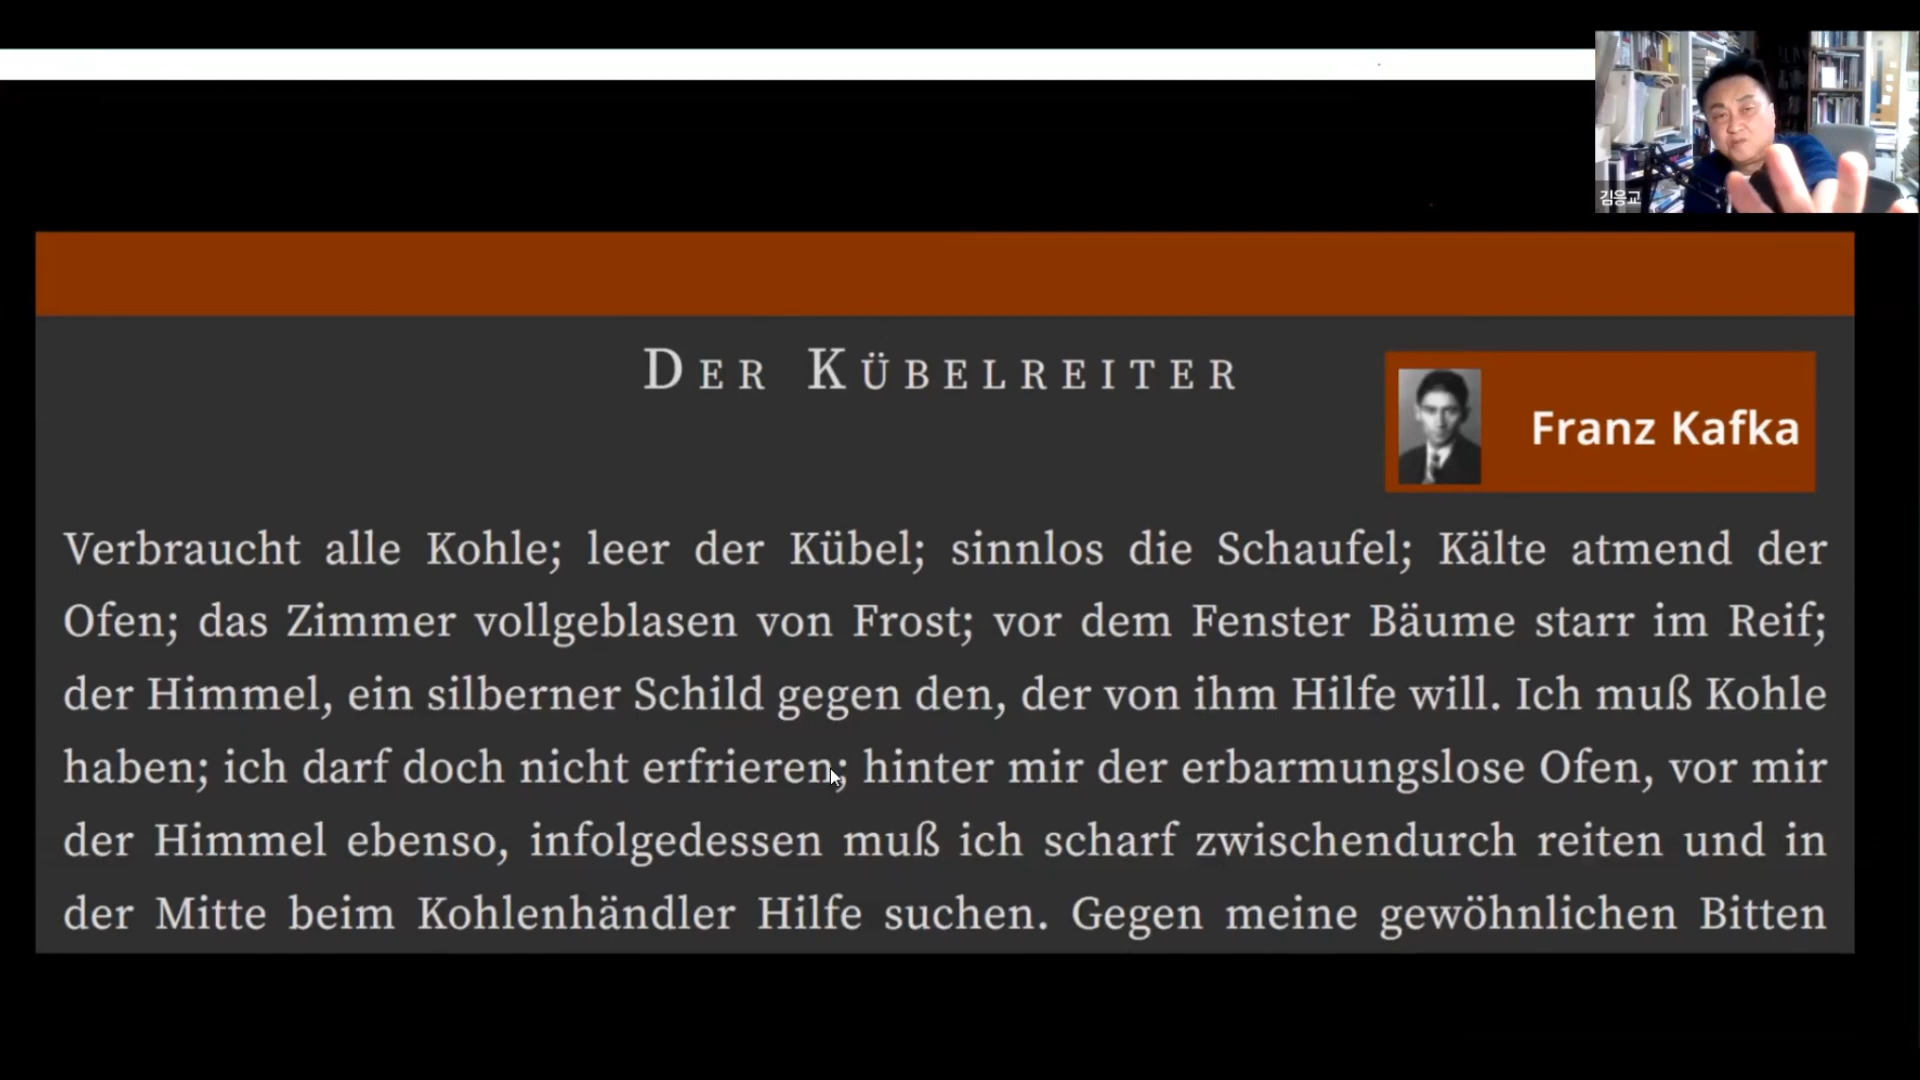 김응교
DER KÜBELREITER
Franz Kafka
Verbraucht alle Kohle; leer der Kübel; sinnlos die Schaufel; Kälte atmend der
Ofen; das Zimmer vollgeblasen von Frost; vor dem Fenster Bäume starr im Reif;
der Himmel, ein silberner Schild gegen den, der von ihm Hilfe will. Ich muß Kohle
haben; ich darf doch nicht erfrieren; hinter mir der erbarmungslose Ofen, vor mir
der Himmel ebenso, infolgedessen muß ich scharf zwischendurch reiten und in
der Mitte beim Kohlenhändler Hilfe suchen. Gegen meine gewöhnlichen Bitten